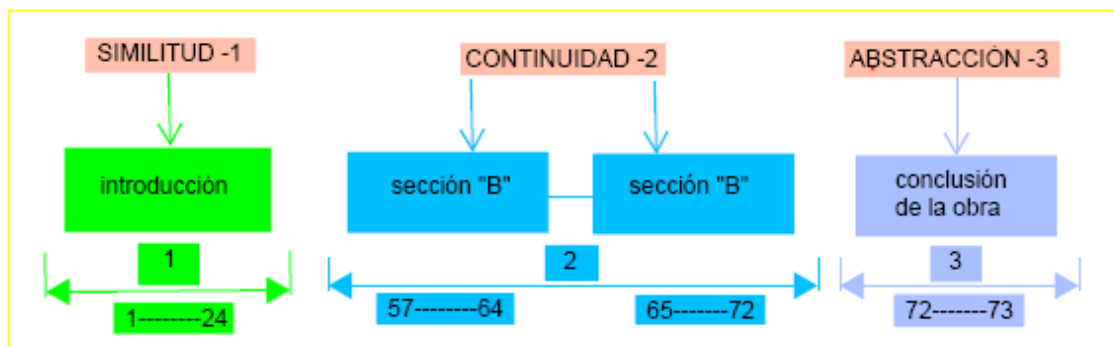 SIMILITUD -1
CONTINUIDAD -2
ABSTRACCIÓN -3
introducción
sección "B"
sección "B"
conclusión
de la obra
1
2
3
1--------24
57--------64
65-------72
72-------73